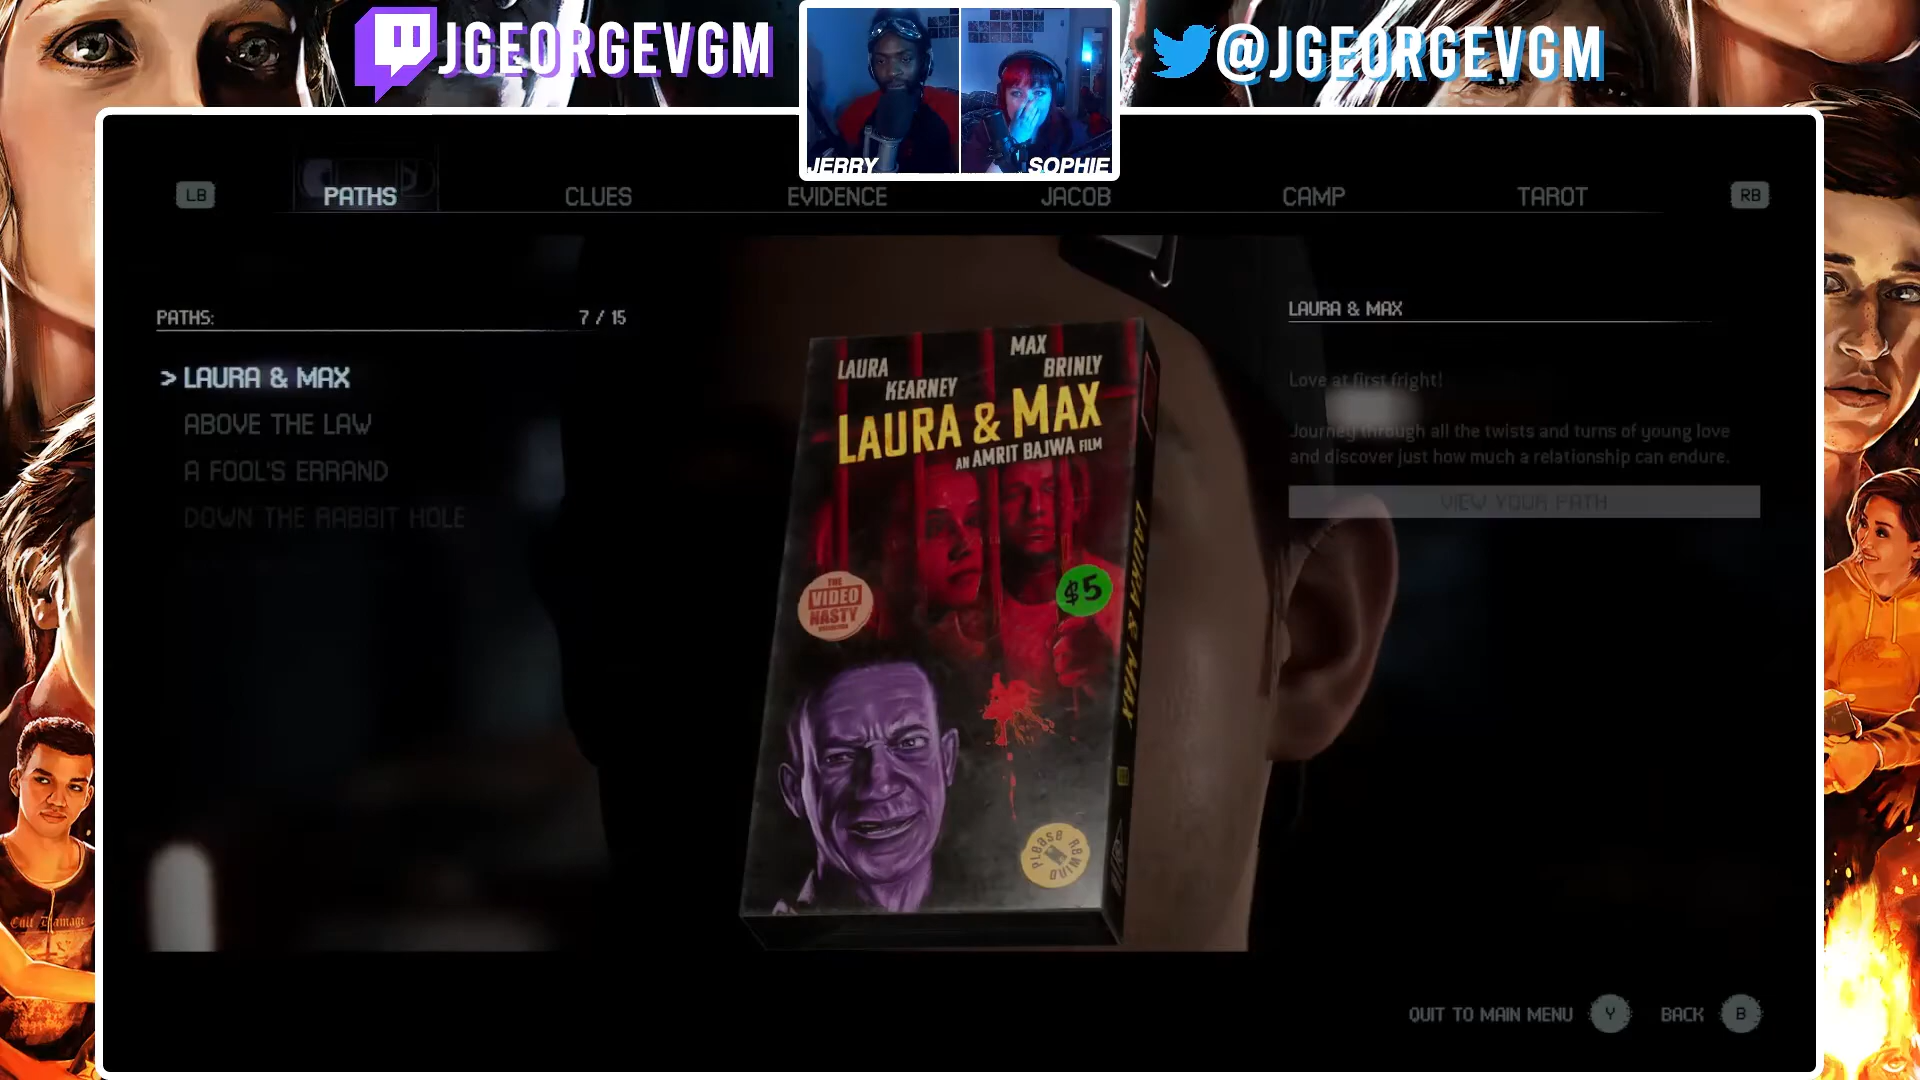 JGEORGEVGM
@JGEORGEVGM
JERRY
SOPHIE
LB
PATHS
CLUES
EVIDENCE
JACOB
CAMP
TAROT
RB
PATHS:
7 / 15
> LAURA & MAX
ABOVE THE LAW
A FOOL'S ERRAND
DOWN THE RABBIT HOLE
LAURA
KEARNEY
MAX
BRINLY
LAURA & MAX
AN AMRIT BAJWA FILM
THE
VIDEO
NASTY
$5
LAURA & MAX
PLEASE REWIND
LAURA & MAX
Love at first fright!
Journey through all the twists and turns of young love
and discover just how much a relationship can endure.
VIEW YOUR PATH
Cult Damage
QUIT TO MAIN MENU Y
BACK B